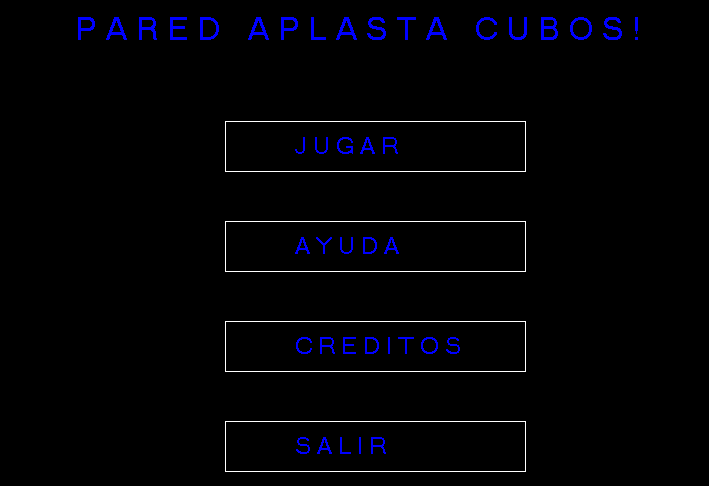 PARED APLASTA CUBOS!
JUGAR
AYUDA
CREDITOS
SALIR